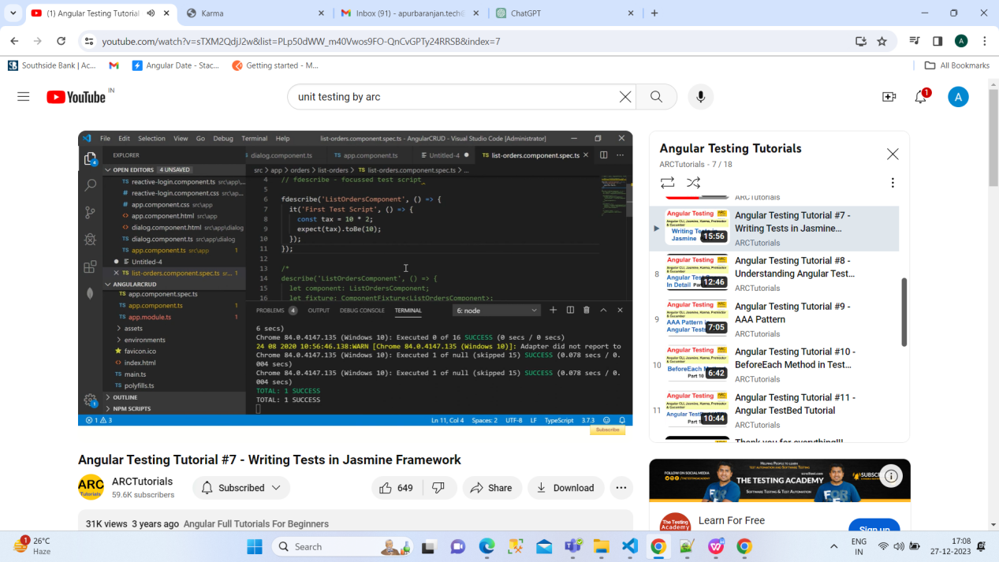 (1) Angular Testing Tutorial
Karma
Inbox (91) - apurbaranjan.tech
ChatGPT
youtube.com/watch?v=sTXM2QdjJ2w&list=PLp50dWW_m40Vwos9FO-QnCvGPTy24RRSB&index=7
A
Southside Bank | Ac...
Angular Date - Stac...
Getting started - M...
All Bookmarks
YouTube IN
unit testing by arc
1
A
File Edit Selection View Go Debug Terminal Help
list-orders.component.spec.ts - AngularCRUD - Visual Studio Code [Administrator]
EXPLORER
OPEN EDITORS 4 UNSAVED
reactive-login.component.ts src\app\...
reactive-login.component.css src\ap...
app.component.css src\app
app.component.html src\app
dialog.component.html src\app\dialog
dialog.component.ts src\app\dialog
app.component.ts src\app 1
Untitled-4
list-orders.component.spec.ts sr... 1
ANGULARCRUD
app.component.spec.ts
app.component.ts 1
app.module.ts 1
assets
environments
favicon.ico
index.html
main.ts
polyfills.ts
OUTLINE
NPM SCRIPTS
dialog.component.ts
TS app.component.ts
Untitled-4
TS list-orders.component.spec.ts
src > app > orders > list-orders > TS list-orders.component.spec.ts > ...
4 // fdescribe - focussed test script
5
6 fdescribe('ListOrdersComponent', () => {
7 it('First Test Script', () => {
8 const tax = 10 * 2;
9 expect(tax).toBe(10);
10 });
11 });
12
13 /*
14 describe('ListOrdersComponent', () => {
15 let component: ListOrdersComponent;
16 let fixture: ComponentFixture<ListOrdersComponent>;
PROBLEMS 4 OUTPUT DEBUG CONSOLE TERMINAL
6: node
6 secs)
Chrome 84.0.4147.135 (Windows 10): Executed 0 of 16 SUCCESS (0 secs / 0 secs)
24 08 2020 10:56:46.138:WARN [Chrome 84.0.4147.135 (Windows 10)]: Adapter did not report to
Chrome 84.0.4147.135 (Windows 10): Executed 1 of null (skipped 15) SUCCESS (0.078 secs / 0.
004 secs)
Chrome 84.0.4147.135 (Windows 10): Executed 1 of null (skipped 15) SUCCESS (0.078 secs / 0.
004 secs)
TOTAL: 1 SUCCESS
TOTAL: 1 SUCCESS
1 3
Ln 11, Col 4 Spaces: 2 UTF-8 LF TypeScript 3.7.3
Subscribe
Angular Testing Tutorial #7 - Writing Tests in Jasmine Framework
ARC
Tutorials
ARCTutorials
59.6K subscribers
Subscribed
649
Share
Download
31K views 3 years ago Angular Full Tutorials For Beginners
Angular Testing Tutorials
ARCTutorials - 7 / 18
ARCTutorials
Angular Testing
15:56
Angular Testing Tutorial #7 -
Writing Tests in Jasmine...
ARCTutorials
8
Angular Testing
12:46
Angular Testing Tutorial #8 -
Understanding Angular Test...
ARCTutorials
9
Angular Testing
7:05
Angular Testing Tutorial #9 -
AAA Pattern
ARCTutorials
10
Angular Testing
6:42
Angular Testing Tutorial #10 -
BeforeEach Method in Test...
ARCTutorials
11
Angular Testing
10:44
Angular Testing Tutorial #11 -
Angular TestBed Tutorial
ARCTutorials
Thank you for everything!!!
FOLLOW ON SOCIAL MEDIA
HELPING PEOPLE TO LEARN
TEST AUTOMATION AND SOFTWARE TESTING
THE TESTING ACADEMY
SOFTWARE TESTING & TEST AUTOMATION
The Testing
Academy
Learn For Free
Sign up
1
26°C
Haze
Search
ENG
IN
17:08
27-12-2023